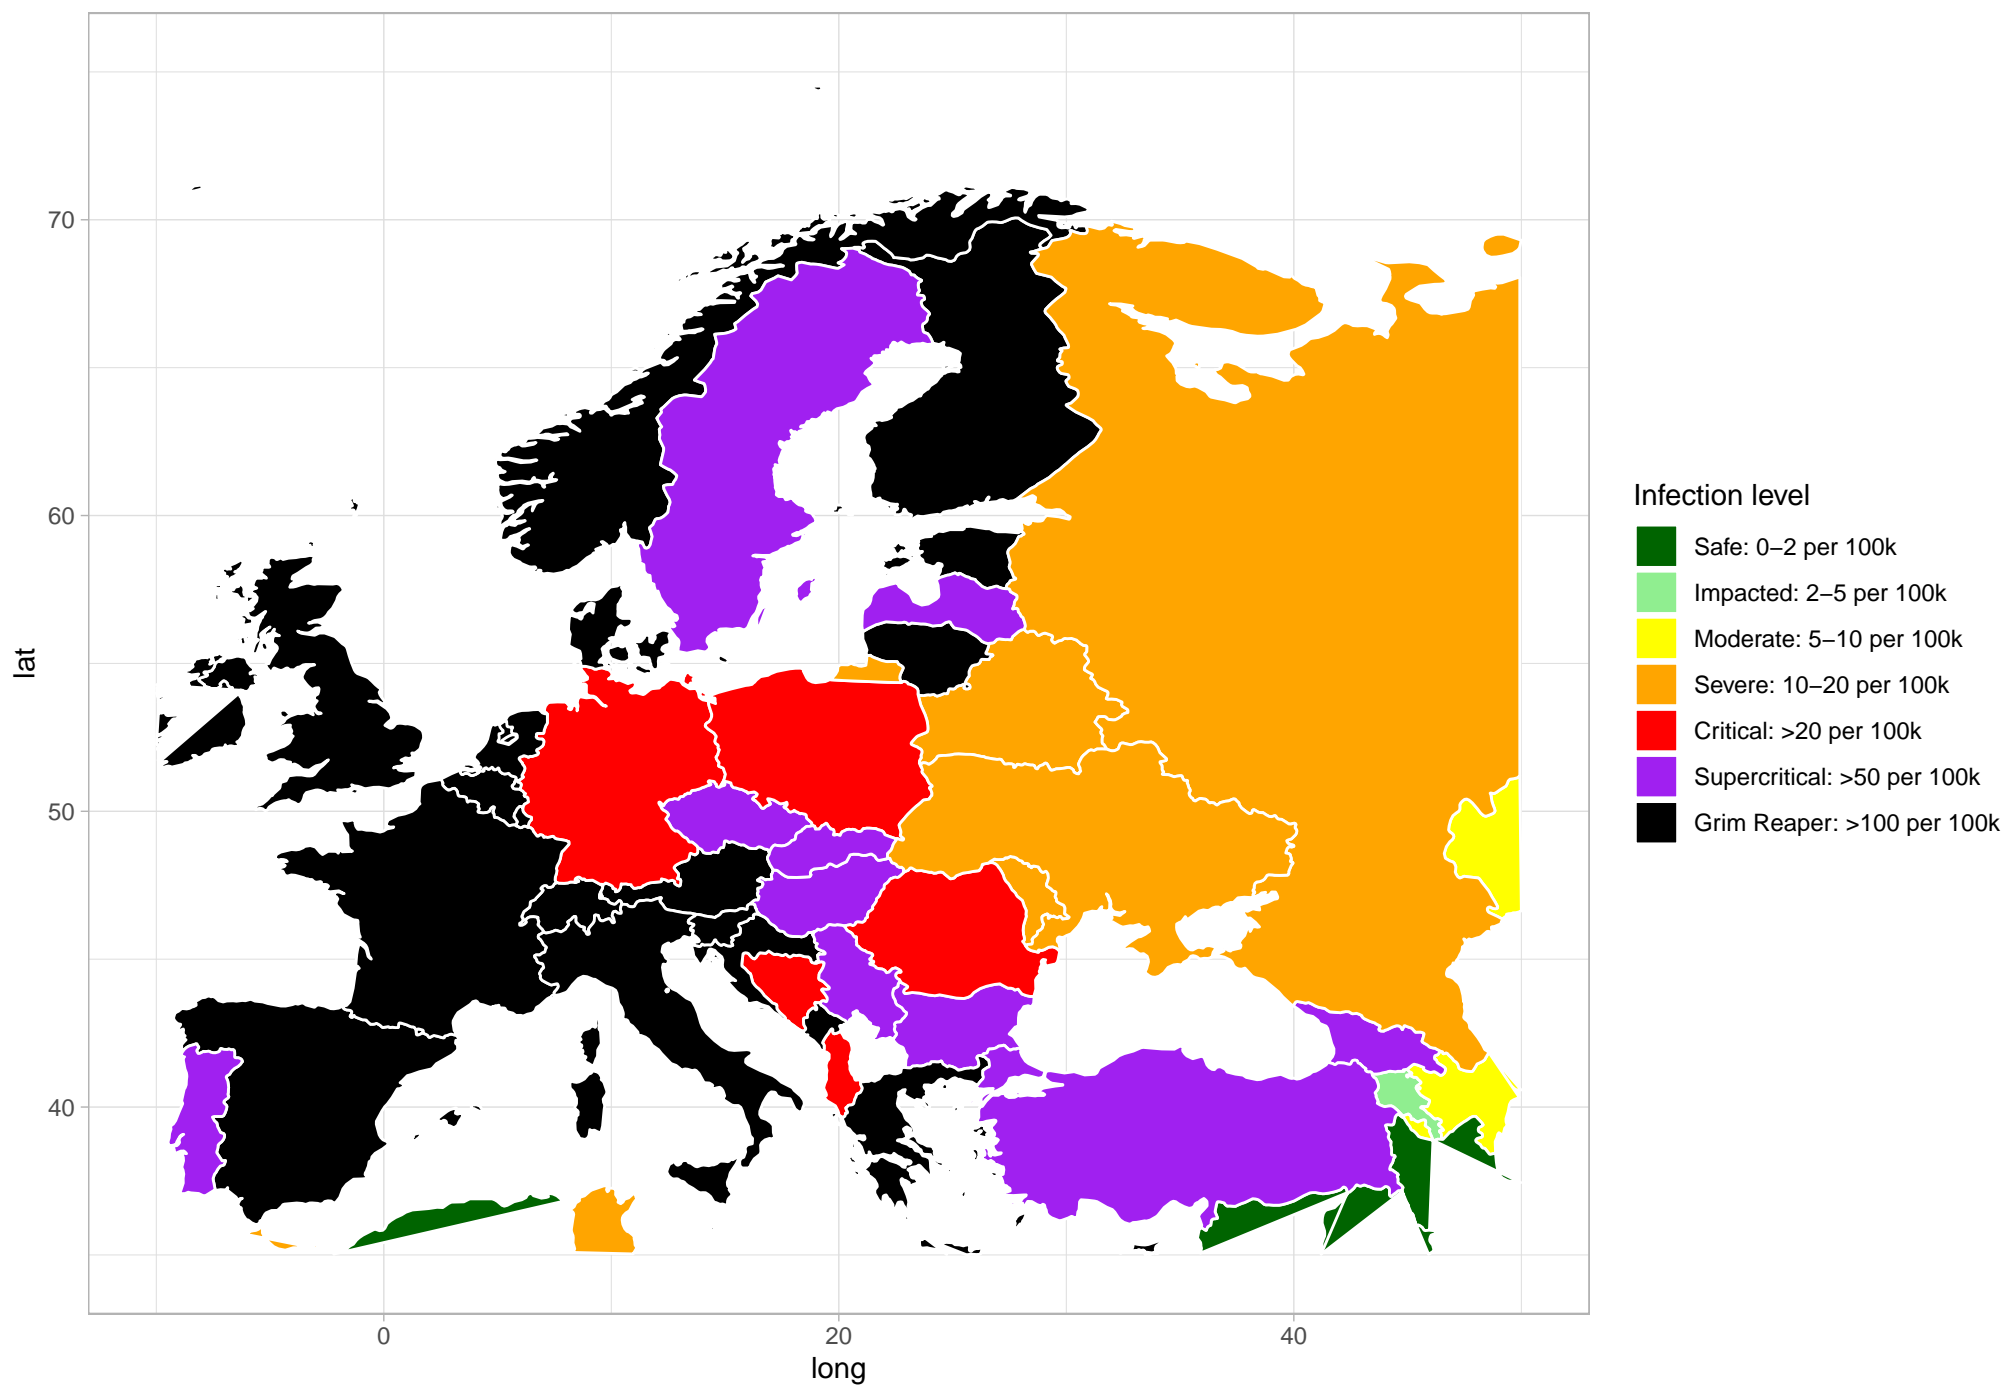 70
60
50
40
lat
0
20
40
long
Infection level
Safe: 0–2 per 100k
Impacted: 2–5 per 100k
Moderate: 5–10 per 100k
Severe: 10–20 per 100k
Critical: >20 per 100k
Supercritical: >50 per 100k
Grim Reaper: >100 per 100k